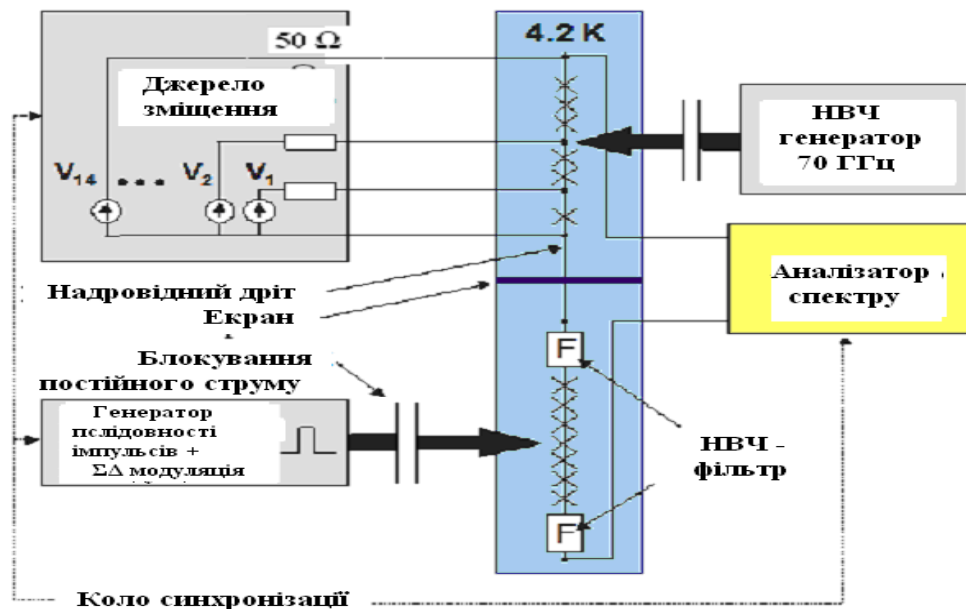 50 Ω
Джерело
зміщення
V14 ... V2 V1
4.2 K
НВЧ
генератор
70 ГГц
Аналізатор
спектру
Надровідний дріт
Екран
Блокування
постійного струму
Генератор
пслідовності
імпульсів +
ΣΔ модуляція
F
F
НВЧ -
фільтр
Коло синхронізації